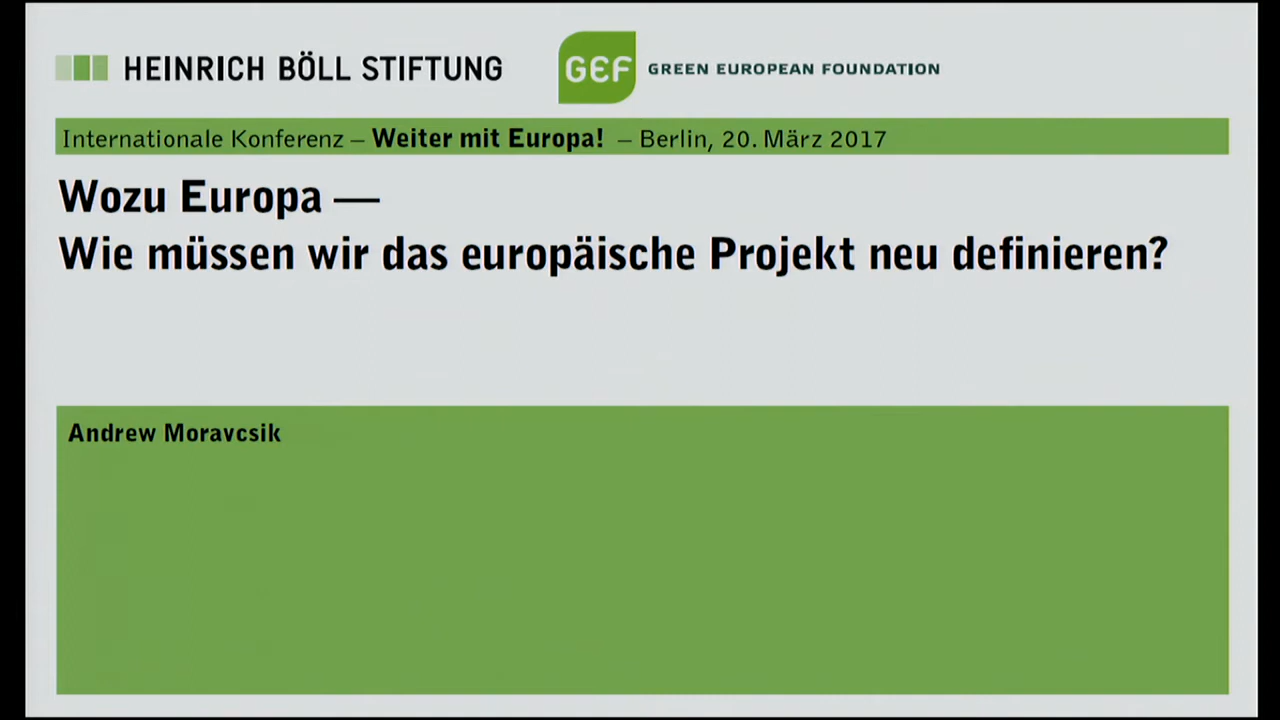 HEINRICH BÖLL STIFTUNG
GEF GREEN EUROPEAN FOUNDATION
Internationale Konferenz – Weiter mit Europa! – Berlin, 20. März 2017
Wozu Europa —
Wie müssen wir das europäische Projekt neu definieren?
Andrew Moravcsik